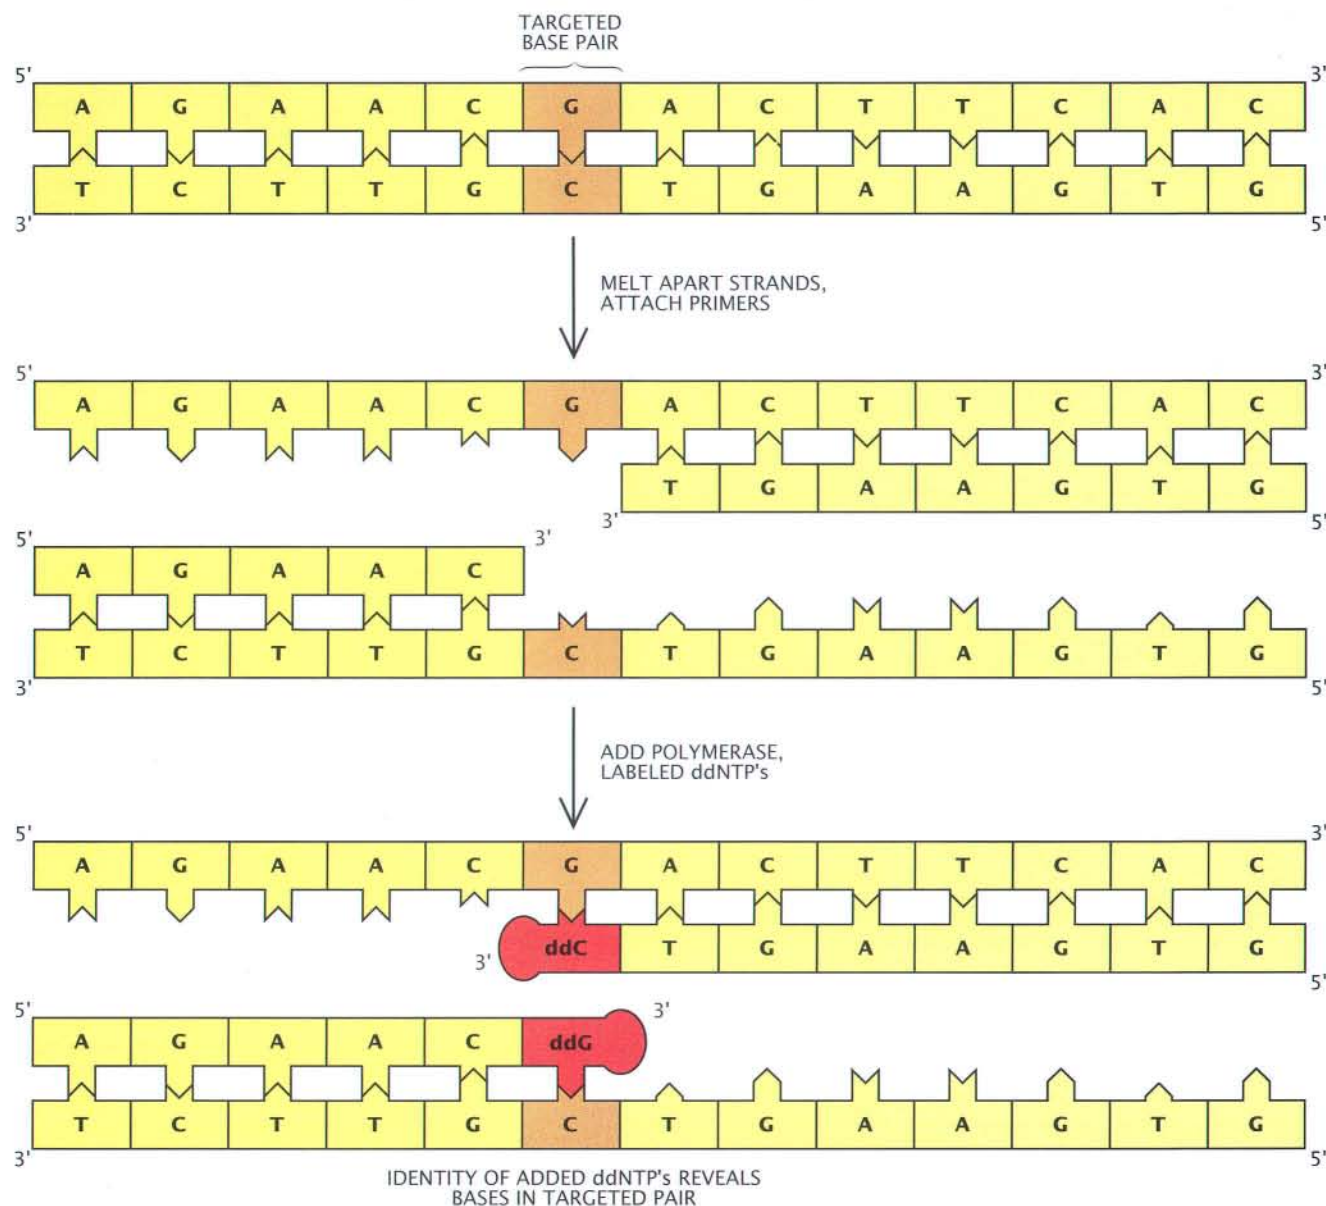 TARGETED
BASE PAIR
5' 3'
A G A A C G A C T T C A C
T C T T G C T G A A G T G
3' 5'
MELT APART STRANDS,
ATTACH PRIMERS
5' 3'
A G A A C G A C T T C A C
T G A A G T G
3' 5'
5' 3'
A G A A C
T C T T G C T G A A G T G
3' 5'
ADD POLYMERASE,
LABELED ddNTP's
5' 3'
A G A A C G A C T T C A C
3' ddC T G A A G T G
5'
5' 3'
A G A A C ddG
T C T T G C T G A A G T G
3' 5'
IDENTITY OF ADDED ddNTP's REVEALS
BASES IN TARGETED PAIR